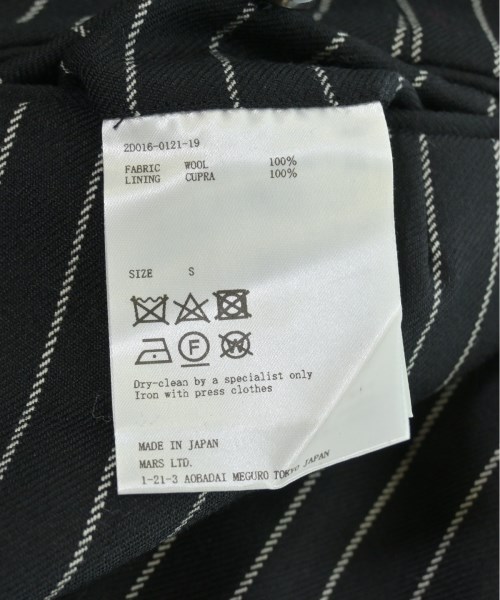 2D016-0121-19
FABRIC WOOL 100%
LINING CUPRA 100%
SIZE S
F W
Dry-clean by a specialist only
Iron with press clothes
MADE IN JAPAN
MARS LTD.
1-21-3 AOBADAI MEGURO TOKYO JAPAN